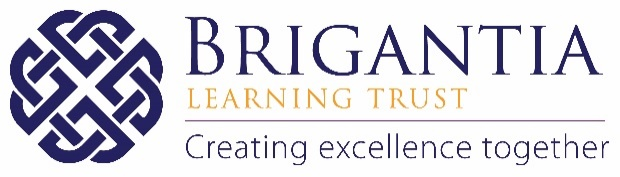 BRIGANTIA
LEARNING TRUST
Creating excellence together